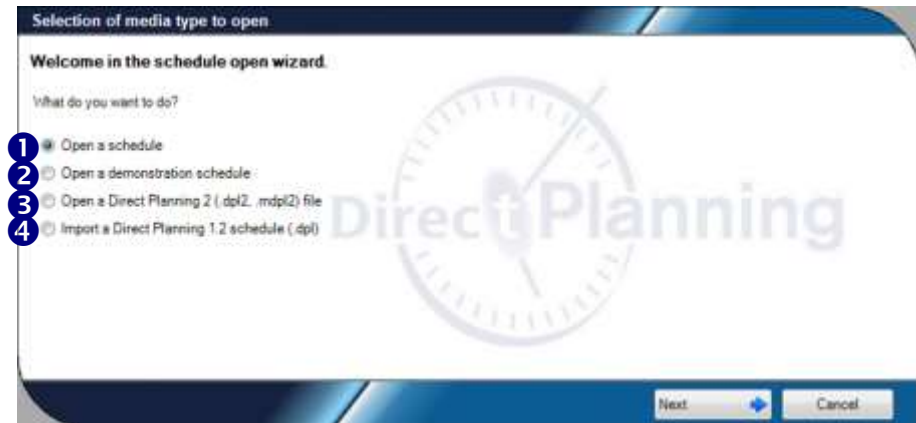 Selection of media type to open
Welcome in the schedule open wizard.
What do you want to do?
1 Open a schedule
2 Open a demonstration schedule
3 Open a Direct Planning 2 (.dpl2, .mdpl2) file
4 Import a Direct Planning 1.2 schedule (.dpl)
Direct Planning
Next Cancel